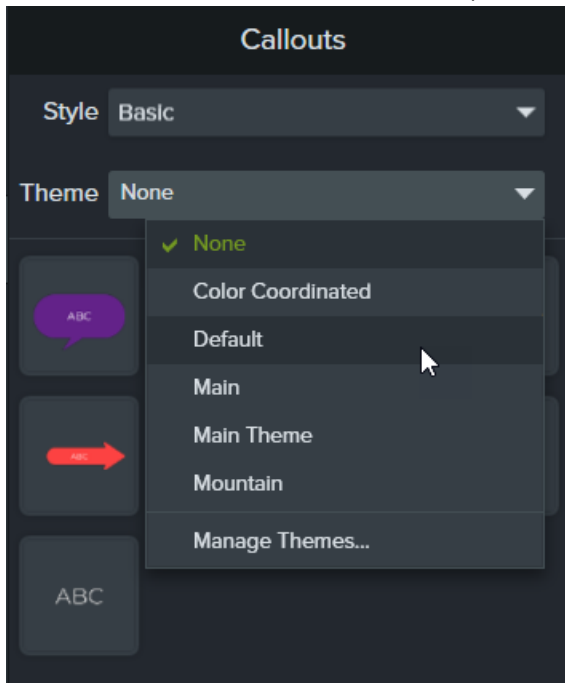 Callouts
Style Basic
Theme None
None
Color Coordinated
Default
Main
Main Theme
Mountain
Manage Themes...
ABC
ABC
ABC